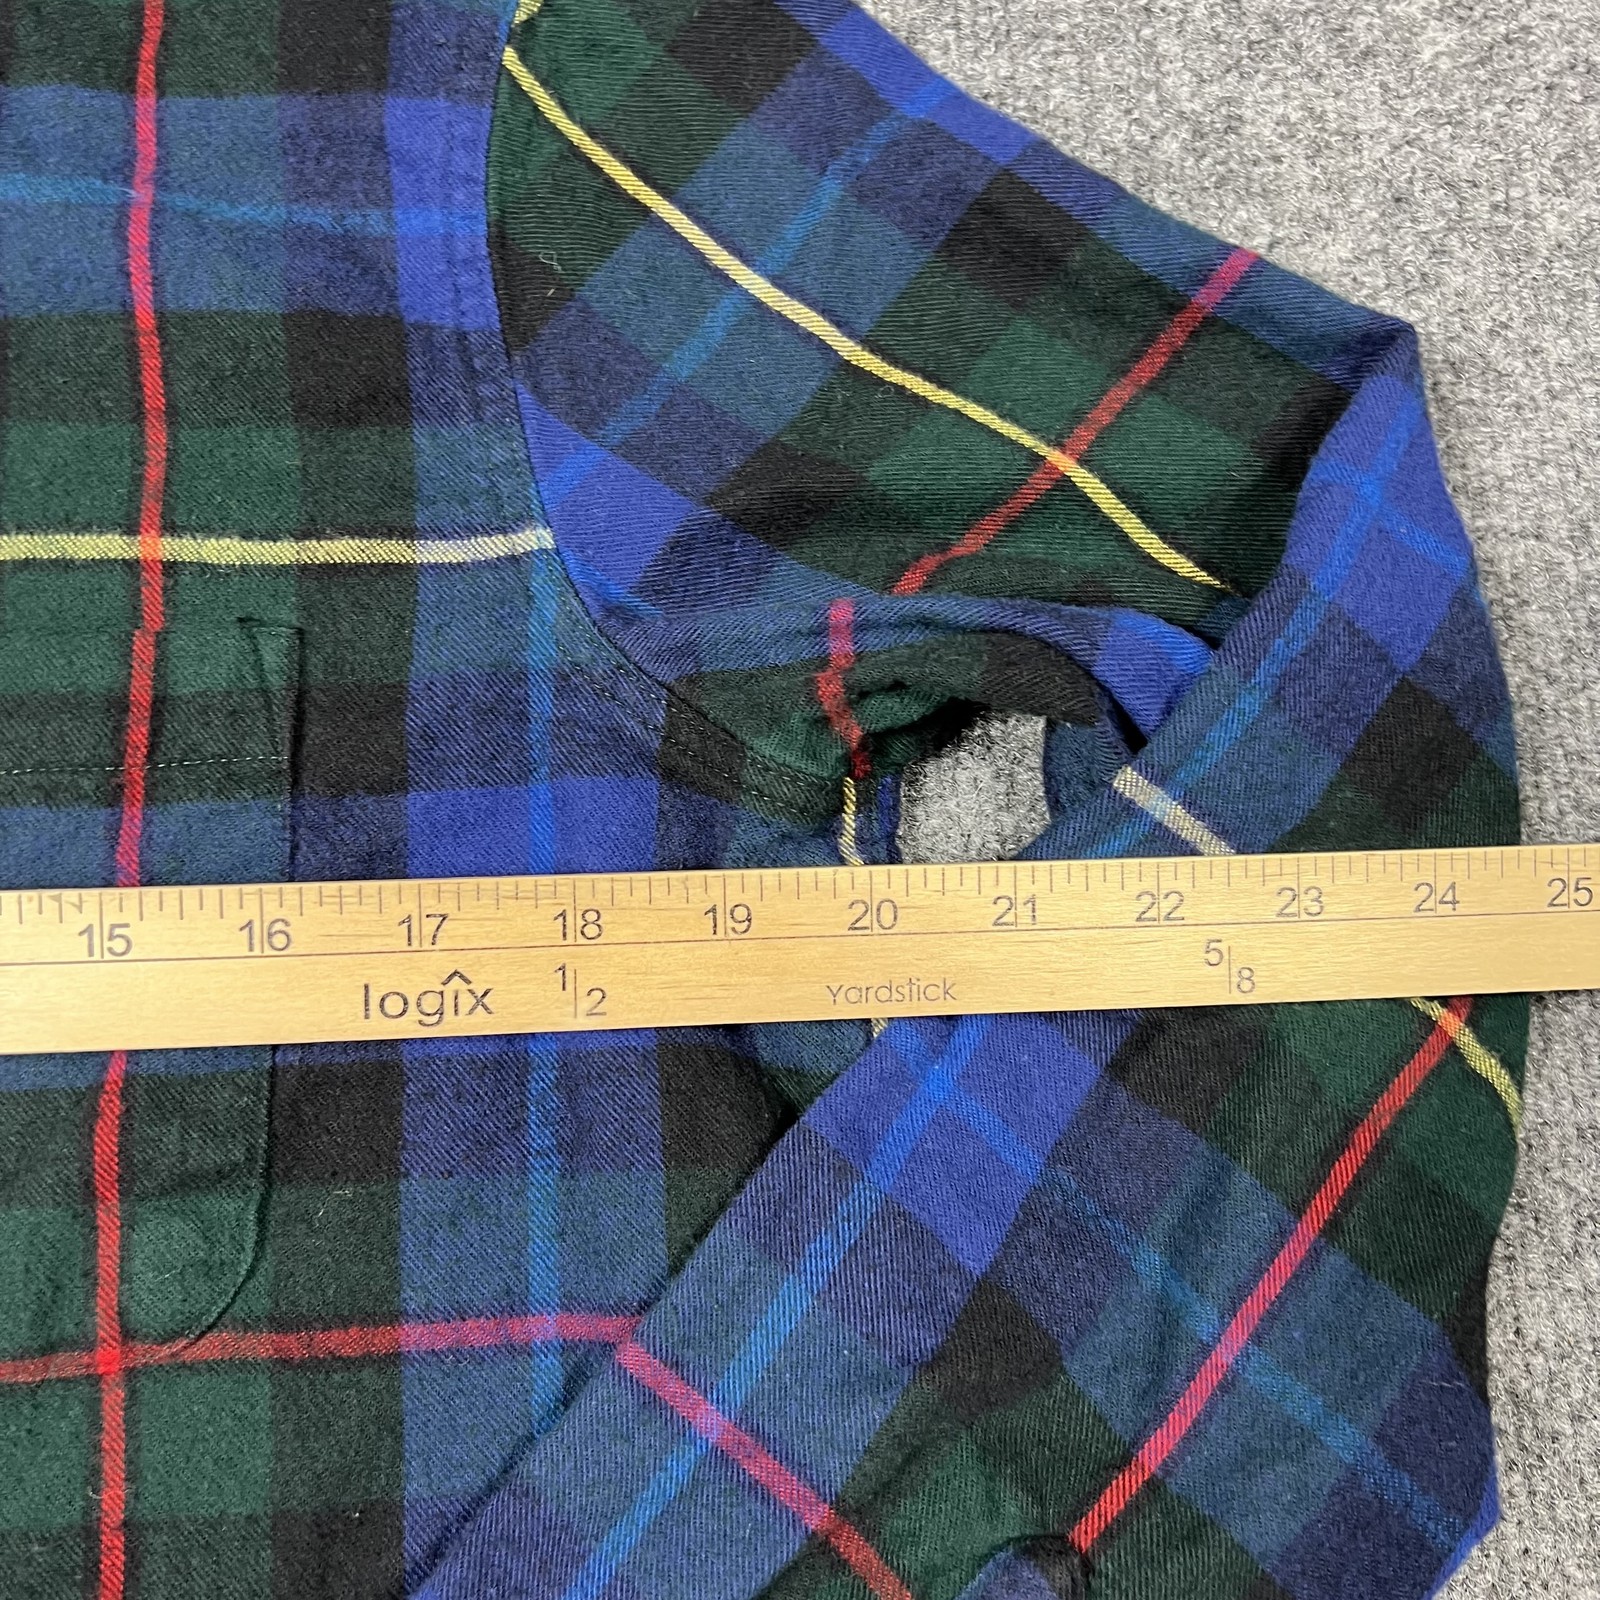 15 16 17 18 19 20 21 22 23 24 25
logix 1/2 Yardstick 5/8